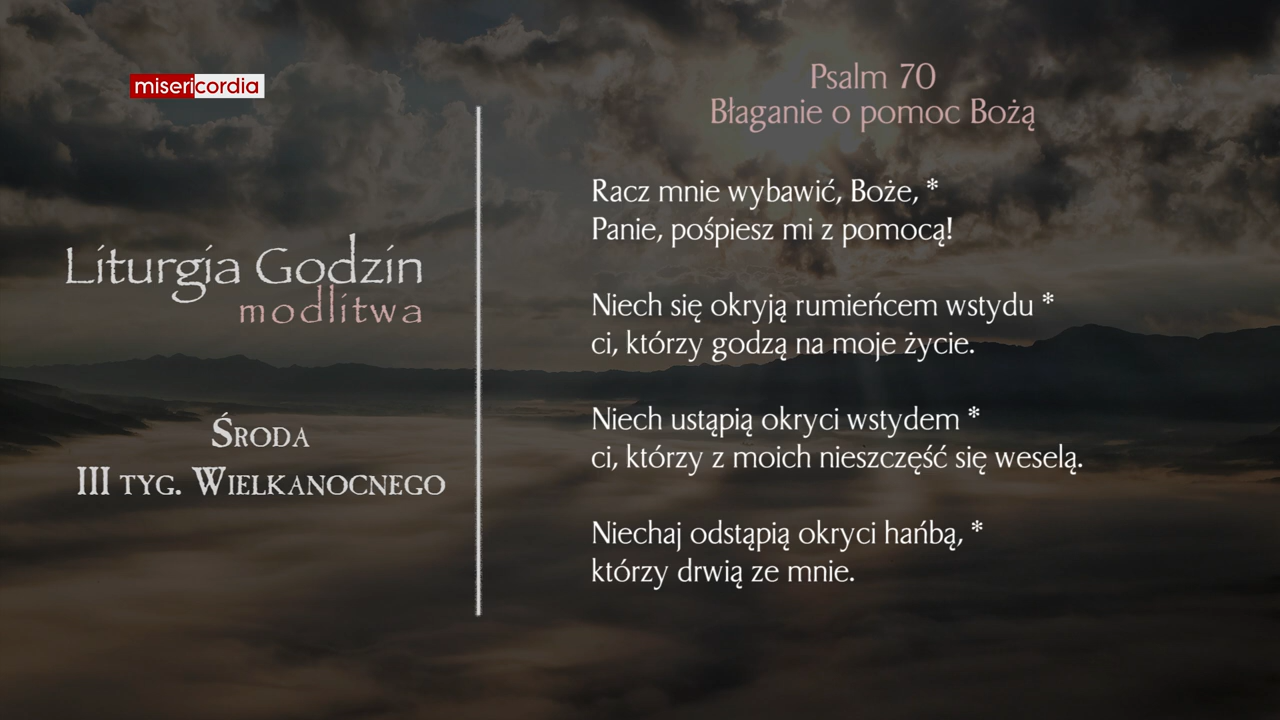 misericordia
Liturgia Godzin
modlitwa
Środa
III tyg. Wielkanocnego
Psalm 70
Błaganie o pomoc Bożą
Racz mnie wybawić, Boże, *
Panie, pośpiesz mi z pomocą!
Niech się okryją rumieńcem wstydu *
ci, którzy godzą na moje życie.
Niech ustąpią okryci wstydem *
ci, którzy z moich nieszczęść się weselą.
Niechaj odstąpią okryci hańbą, *
którzy drwią ze mnie.